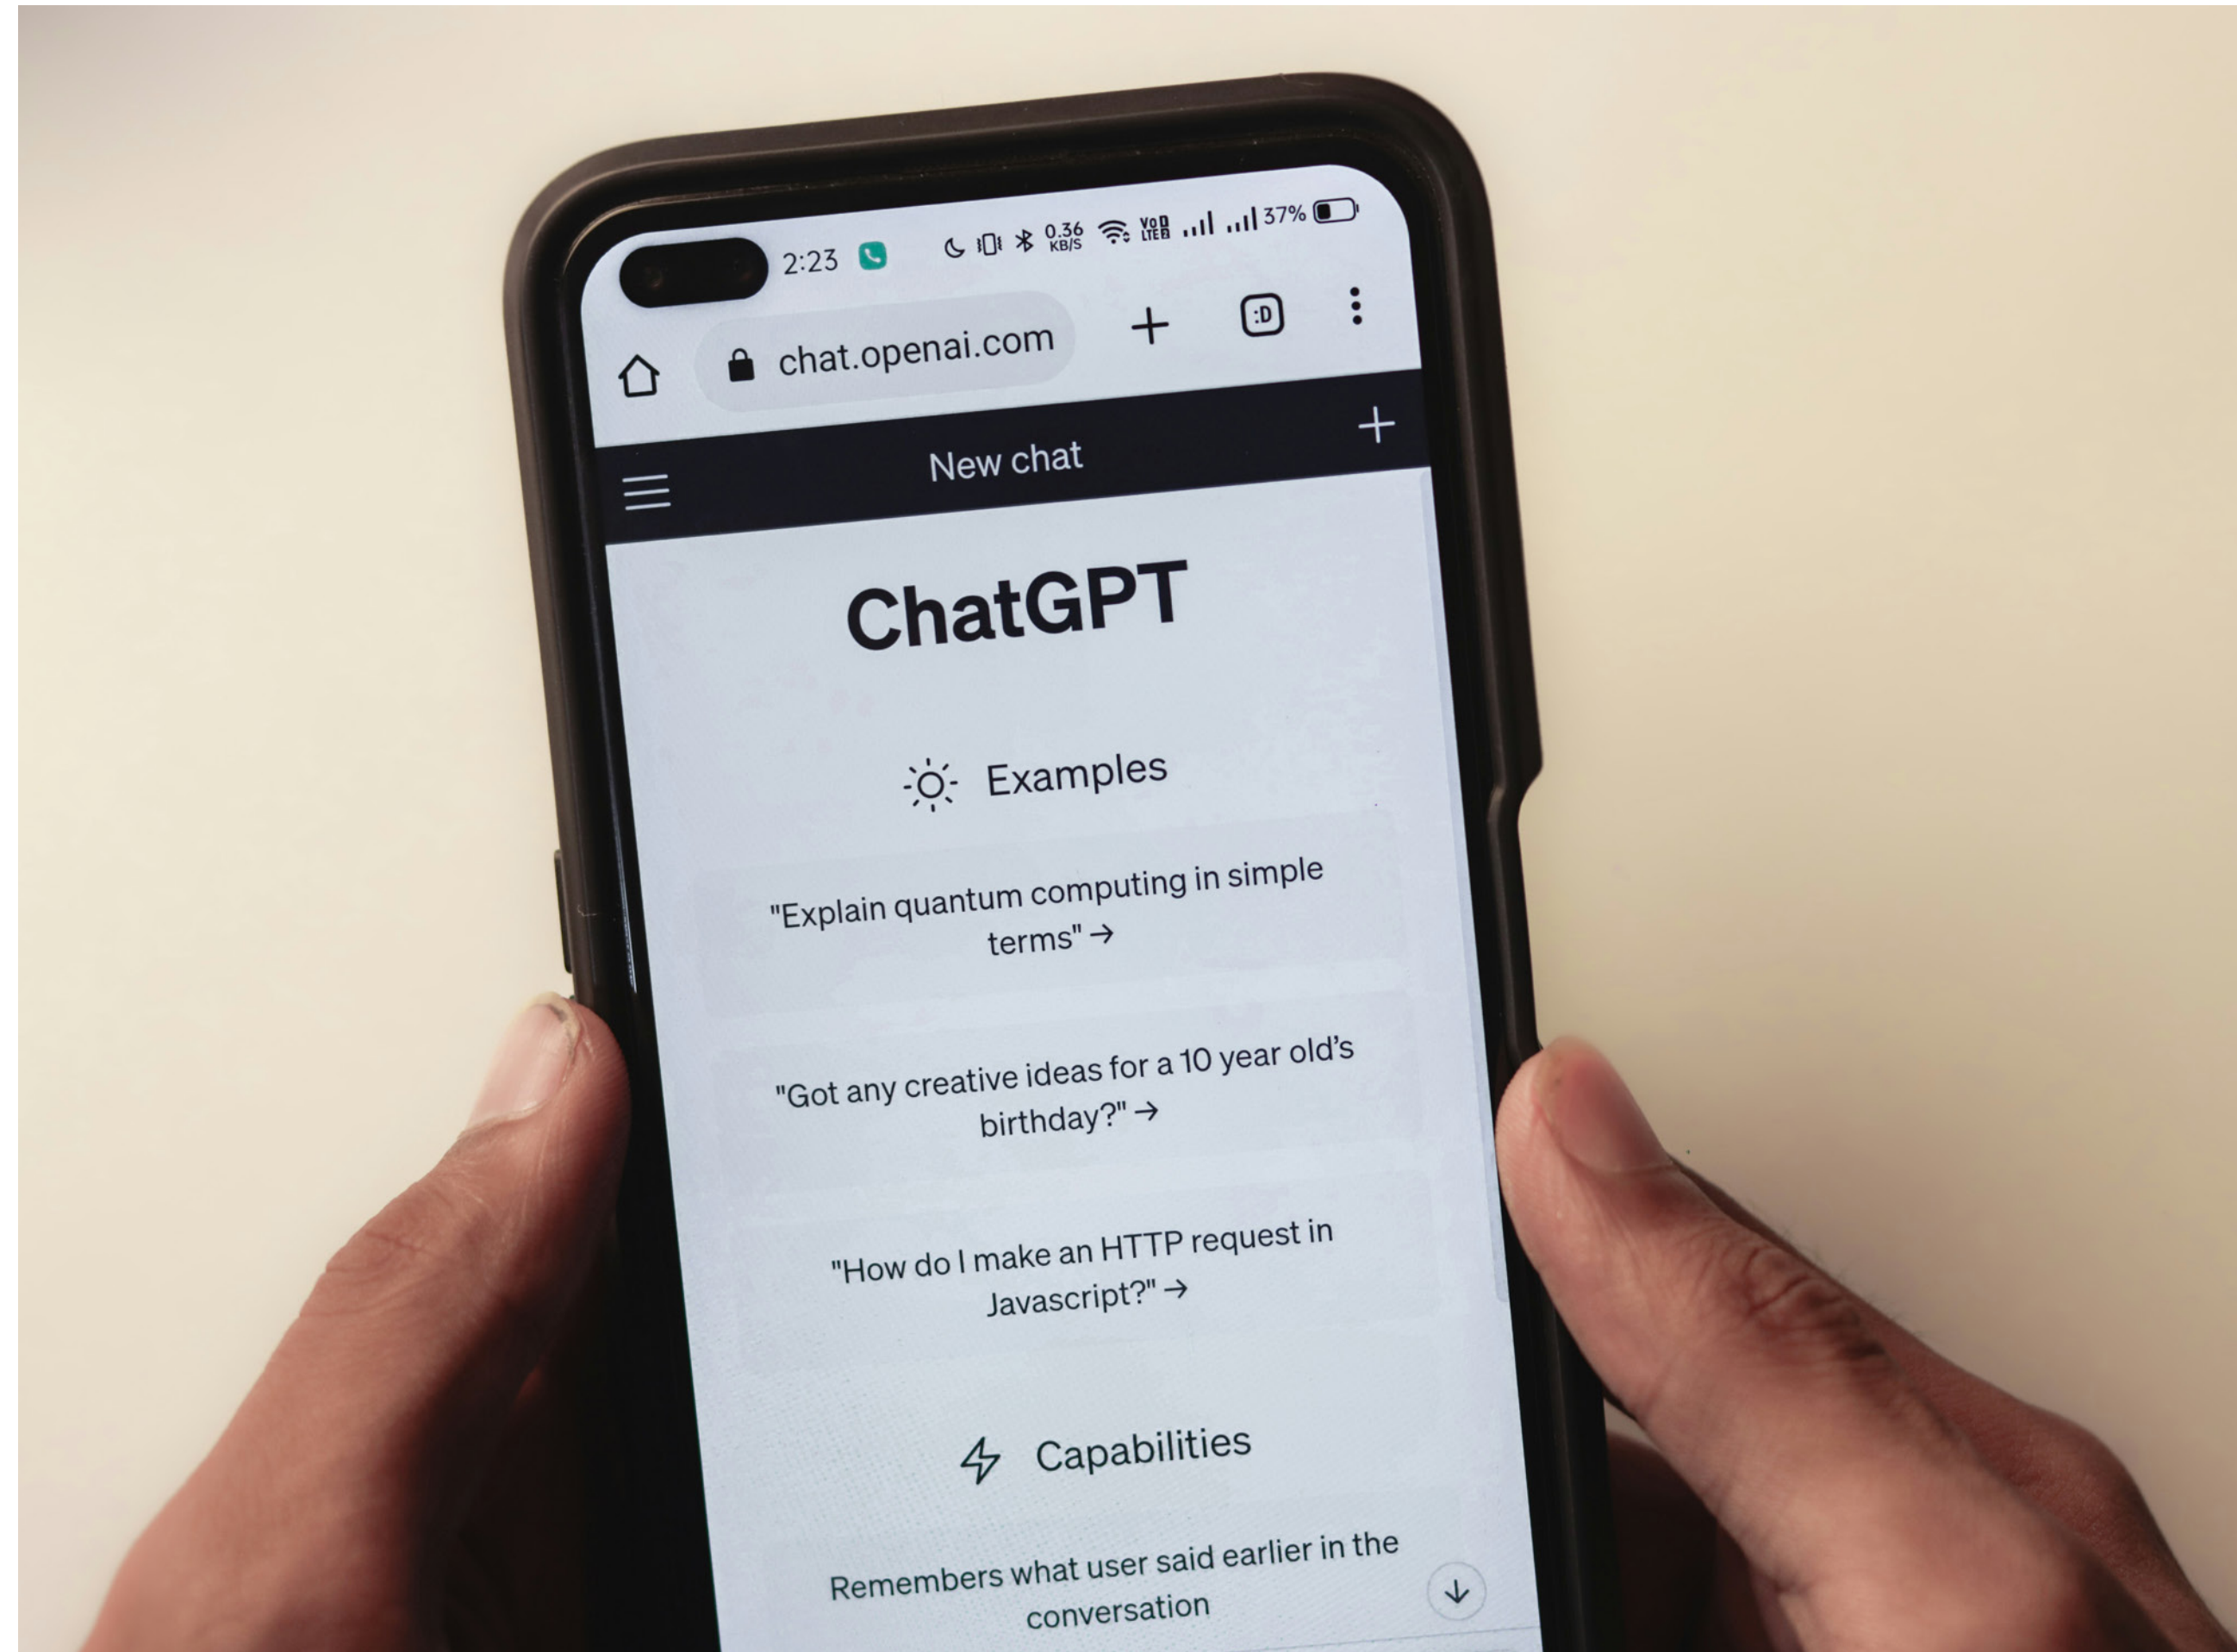 2:23 0.36 KB/S VoLTE 37%
chat.openai.com :D
New chat
ChatGPT
Examples
"Explain quantum computing in simple
terms" →
"Got any creative ideas for a 10 year old’s
birthday?" →
"How do I make an HTTP request in
Javascript?" →
Capabilities
Remembers what user said earlier in the
conversation